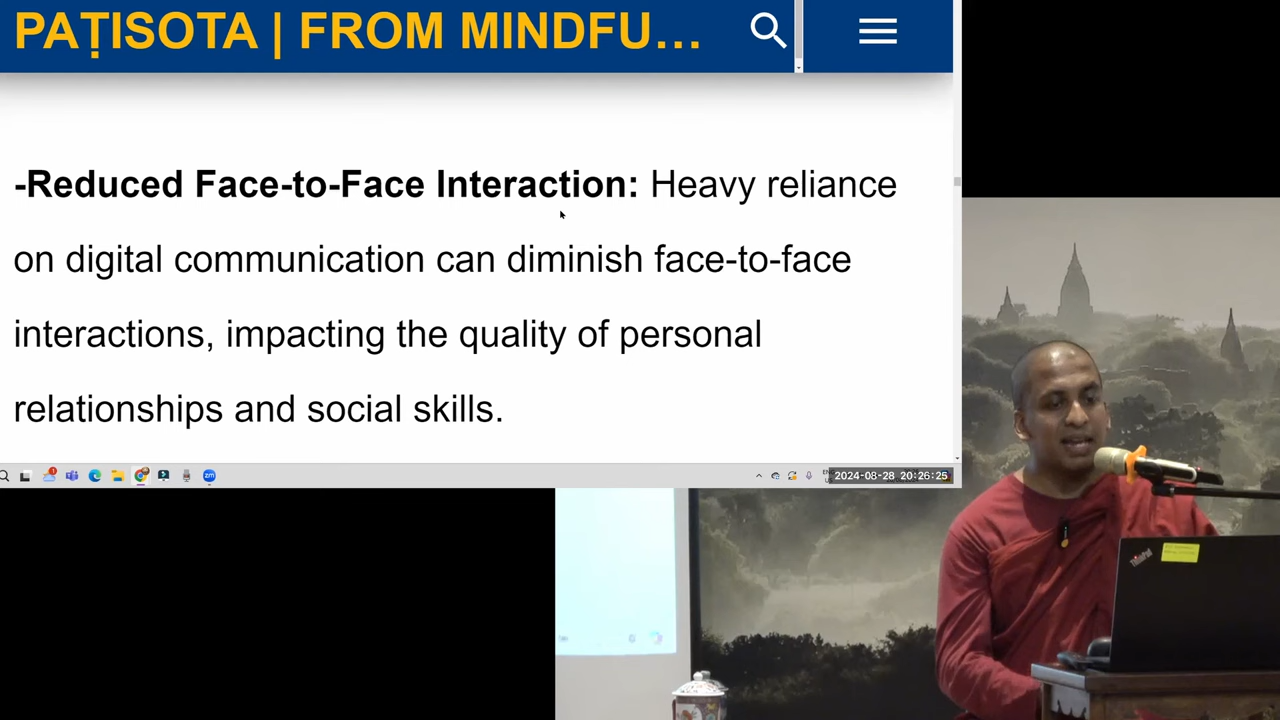 PAṬISOTA | FROM MINDFU...
-Reduced Face-to-Face Interaction: Heavy reliance
on digital communication can diminish face-to-face
interactions, impacting the quality of personal
relationships and social skills.
2024-08-28 20:26:25
ThinkPad